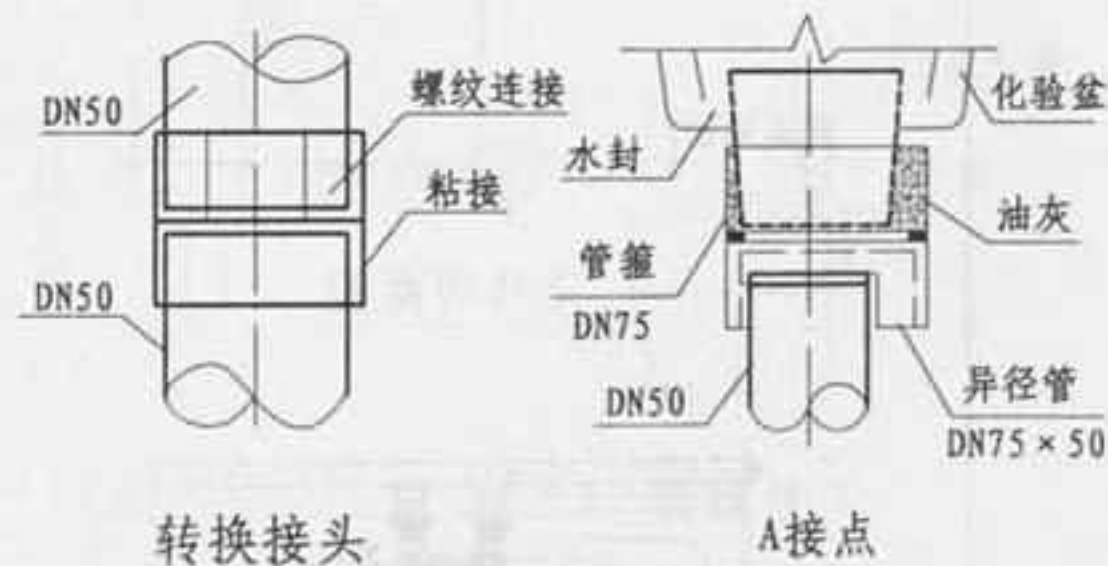 DN50
螺纹连接
粘接
DN50
转换接头
化验盆
水封
油灰
管箍
DN75
DN50
异径管
DN75×50
A接点